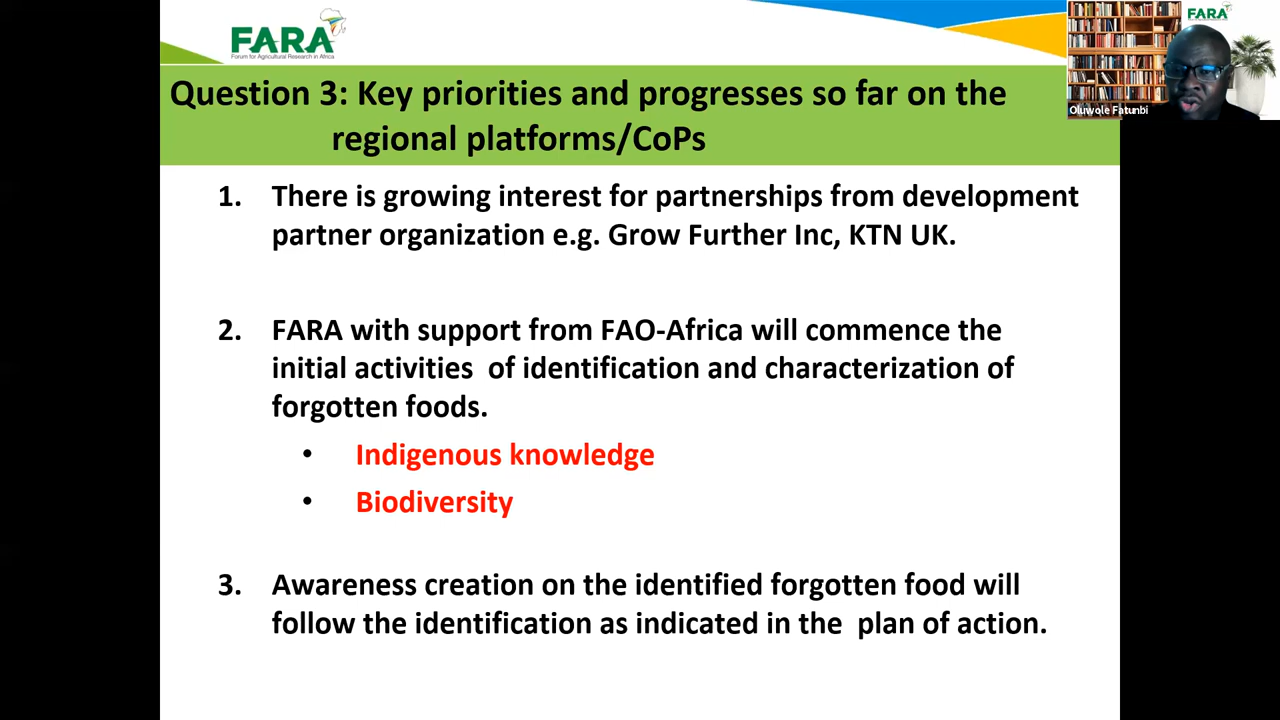 FARA
Forum for Agricultural Research in Africa
FARA
Oluwole Fatunbi
Question 3: Key priorities and progresses so far on the
regional platforms/CoPs
1. There is growing interest for partnerships from development
partner organization e.g. Grow Further Inc, KTN UK.
2. FARA with support from FAO-Africa will commence the
initial activities of identification and characterization of
forgotten foods.
• Indigenous knowledge
• Biodiversity
3. Awareness creation on the identified forgotten food will
follow the identification as indicated in the plan of action.